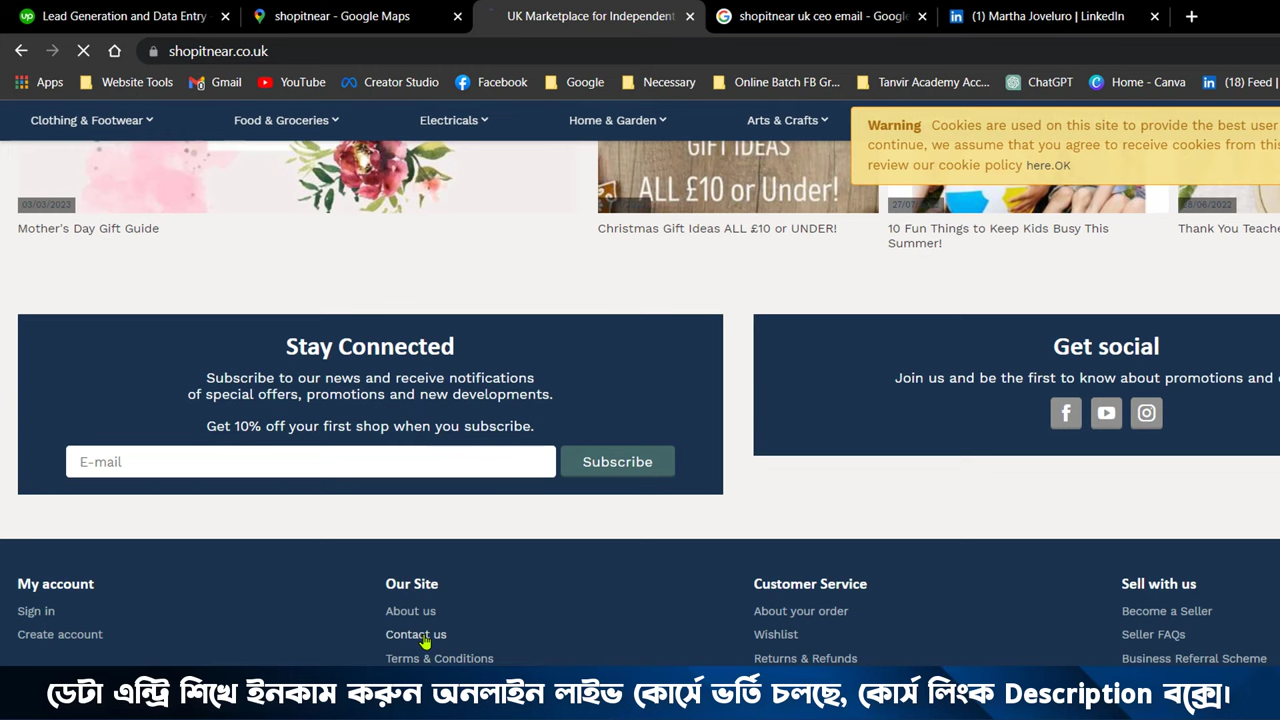 Lead Generation and Data Entry
shopitnear - Google Maps
UK Marketplace for Independent
shopitnear uk ceo email - Google
(1) Martha Joveluro | LinkedIn
shopitnear.co.uk
Apps
Website Tools
Gmail
YouTube
Creator Studio
Facebook
Google
Necessary
Online Batch FB Gr...
Tanvir Academy Acc...
ChatGPT
Home - Canva
(18) Feed |
Clothing & Footwear
Food & Groceries
Electricals
Home & Garden
Arts & Crafts
Warning Cookies are used on this site to provide the best user
continue, we assume that you agree to receive cookies from this
review our cookie policy here.OK
GIFT IDEAS
ALL £10 or Under!
03/03/2023
27/07
28/06/2022
Mother's Day Gift Guide
Christmas Gift Ideas ALL £10 or UNDER!
10 Fun Things to Keep Kids Busy This
Summer!
Thank You
Stay Connected
Subscribe to our news and receive notifications
of special offers, promotions and new developments.
Get 10% off your first shop when you subscribe.
E-mail
Subscribe
Get social
Join us and be the first to know about promotions and
My account
Sign in
Create account
Our Site
About us
Contact us
Terms & Conditions
Customer Service
About your order
Wishlist
Returns & Refunds
Sell with us
Become a Seller
Seller FAQs
Business Referral Scheme
ডেটা এন্ট্রি শিখে ইনকাম করুন অনলাইন লাইভ কোর্সে ভর্তি চলছে, কোর্স লিংক Description বক্সে।